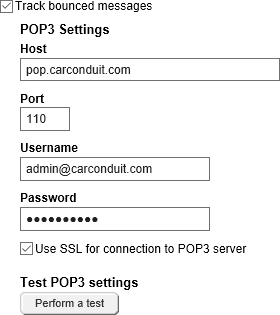 Track bounced messages
POP3 Settings
Host
pop.carconduit.com
Port
110
Username
admin@carconduit.com
Password
●●●●●●●●●●
Use SSL for connection to POP3 server
Test POP3 settings
Perform a test